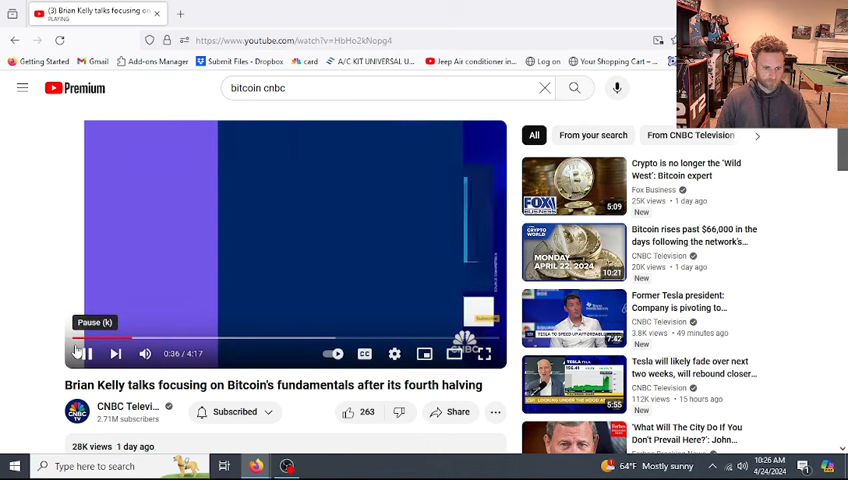 (3) Brian Kelly talks focusing on
PLAYING
https://www.youtube.com/watch?v=HbHo2kNopg4
Getting Started
Gmail
Add-ons Manager
Submit Files - Dropbox
card
A/C KIT UNIVERSAL U...
Jeep Air conditioner in...
Log on
Your Shopping Cart -...
Premium
bitcoin cnbc
All
From your search
From CNBC Television
Crypto is no longer the 'Wild
West': Bitcoin expert
Fox Business
25K views • 1 day ago
New
FOX
BUSINESS
5:09
Bitcoin rises past $66,000 in the
days following the network's...
CNBC Television
20K views • 1 day ago
New
CRYPTO
WORLD
MONDAY
APRIL 22, 2024
10:21
Former Tesla president:
Company is pivoting to...
CNBC Television
3.8K views • 49 minutes ago
New
7:42
Tesla will likely fade over next
two weeks, will rebound closer...
CNBC Television
112K views • 15 hours ago
New
5:55
'What Will The City Do If You
Don't Prevail Here?': John...
Subscribe
Pause (k)
0:36 / 4:17
CC
CNBC
Brian Kelly talks focusing on Bitcoin's fundamentals after its fourth halving
CNBC Televi...
2.71M subscribers
Subscribed
263
Share
28K views 1 day ago
Type here to search
64°F Mostly sunny
10:26 AM
4/24/2024